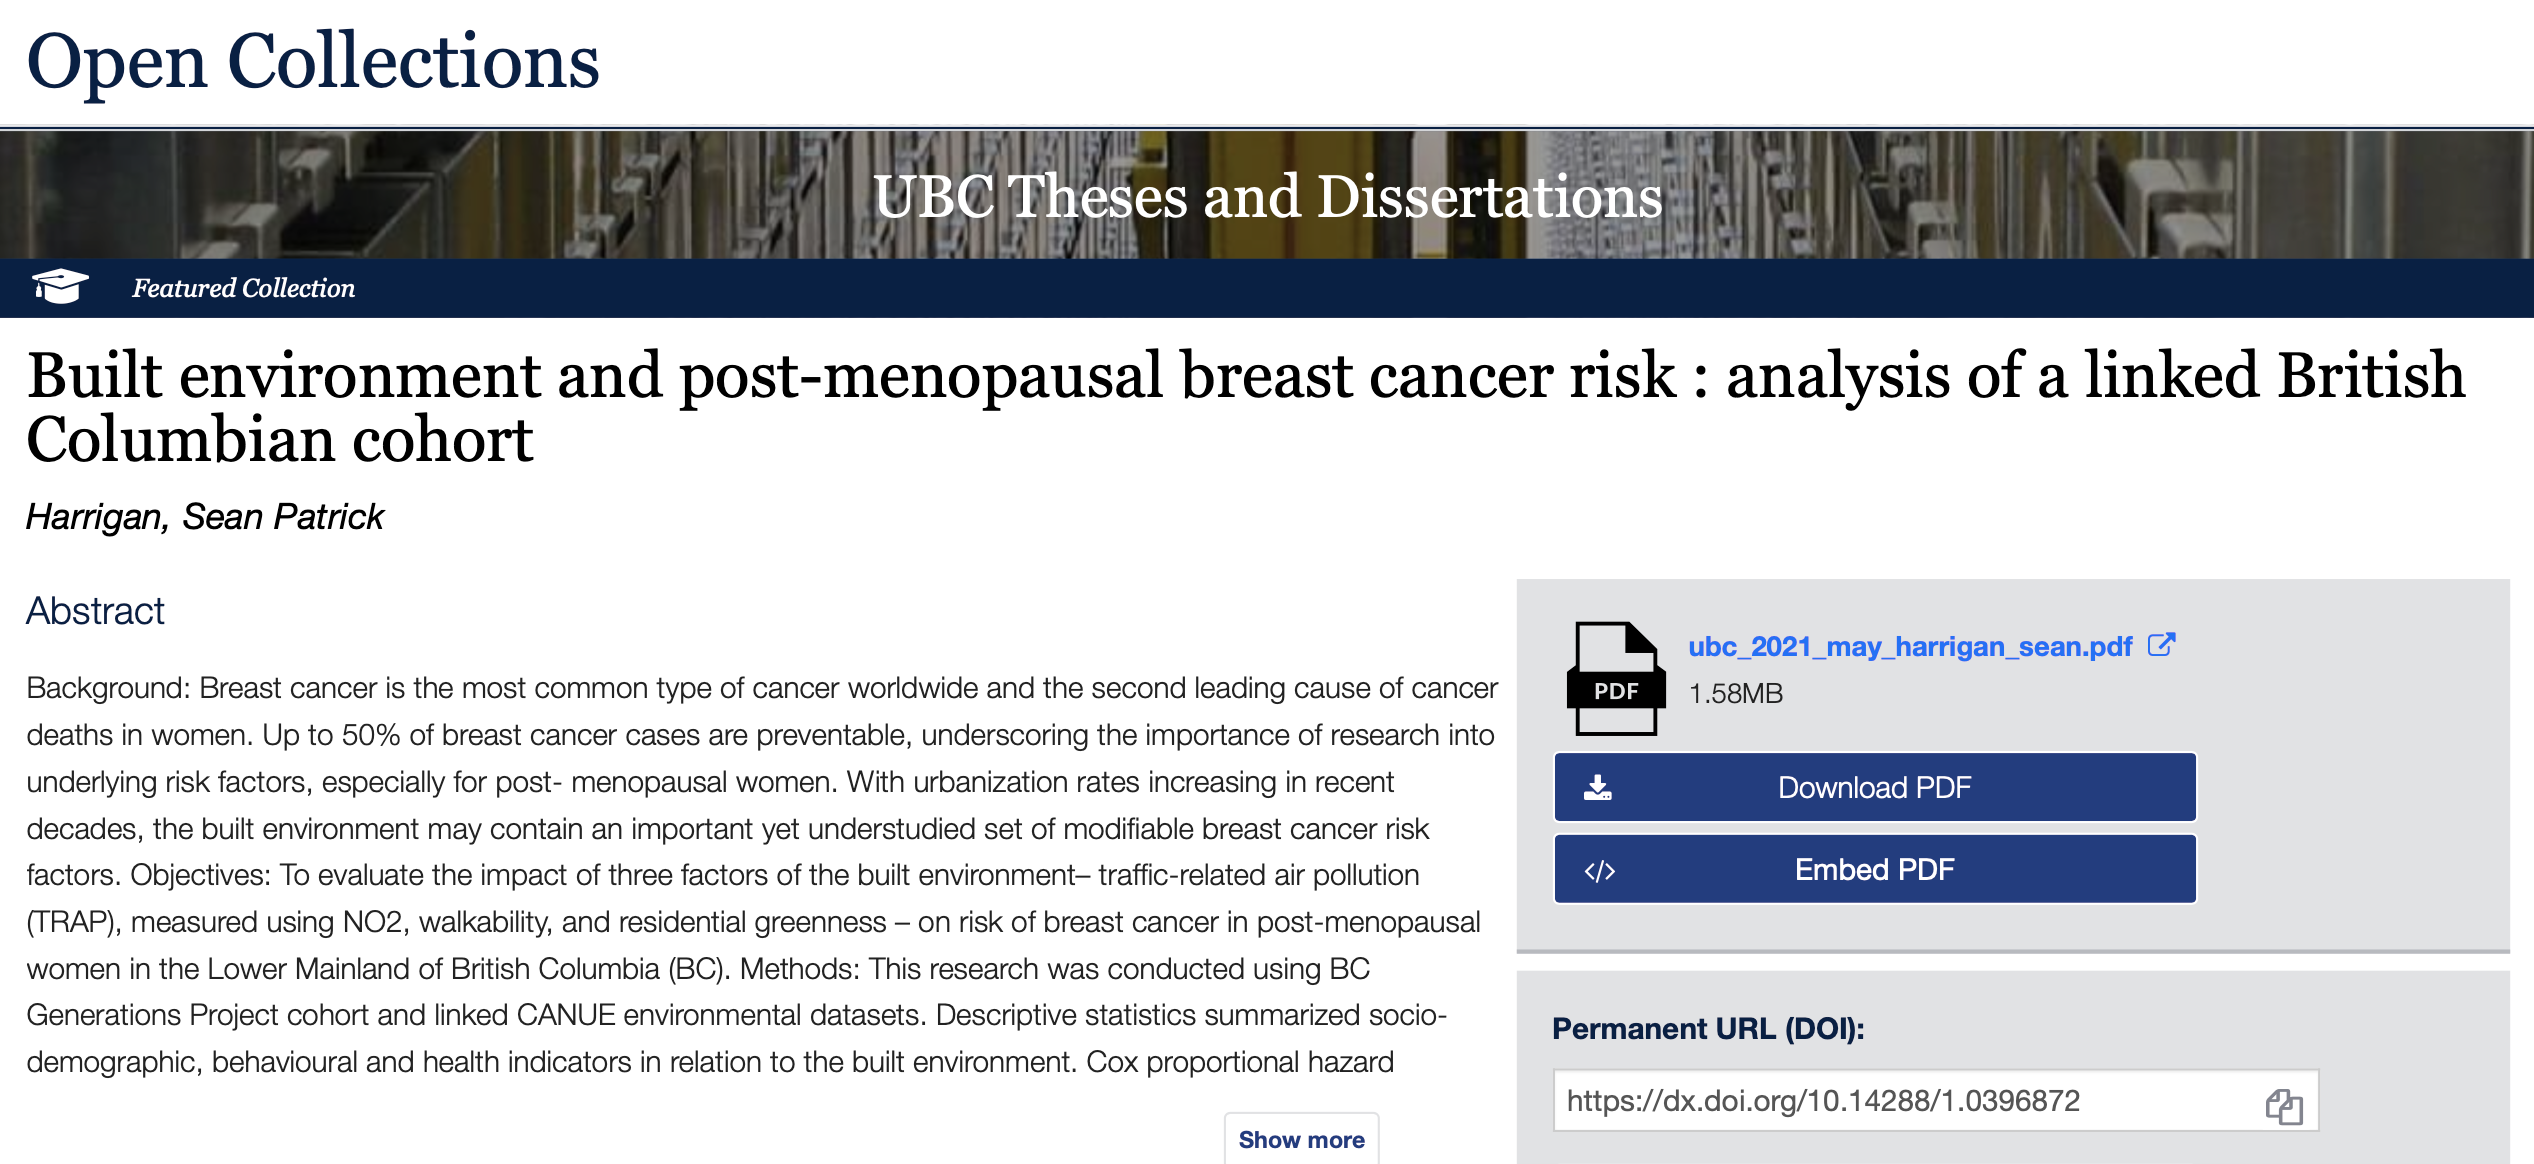 Open Collections
UBC Theses and Dissertations
Featured Collection
Built environment and post-menopausal breast cancer risk : analysis of a linked British
Columbian cohort
Harrigan, Sean Patrick
Abstract
Background: Breast cancer is the most common type of cancer worldwide and the second leading cause of cancer
deaths in women. Up to 50% of breast cancer cases are preventable, underscoring the importance of research into
underlying risk factors, especially for post- menopausal women. With urbanization rates increasing in recent
decades, the built environment may contain an important yet understudied set of modifiable breast cancer risk
factors. Objectives: To evaluate the impact of three factors of the built environment– traffic-related air pollution
(TRAP), measured using NO2, walkability, and residential greenness – on risk of breast cancer in post-menopausal
women in the Lower Mainland of British Columbia (BC). Methods: This research was conducted using BC
Generations Project cohort and linked CANUE environmental datasets. Descriptive statistics summarized socio-
demographic, behavioural and health indicators in relation to the built environment. Cox proportional hazard
Show more
PDF
ubc_2021_may_harrigan_sean.pdf
1.58MB
Download PDF
</> Embed PDF
Permanent URL (DOI):
https://dx.doi.org/10.14288/1.0396872